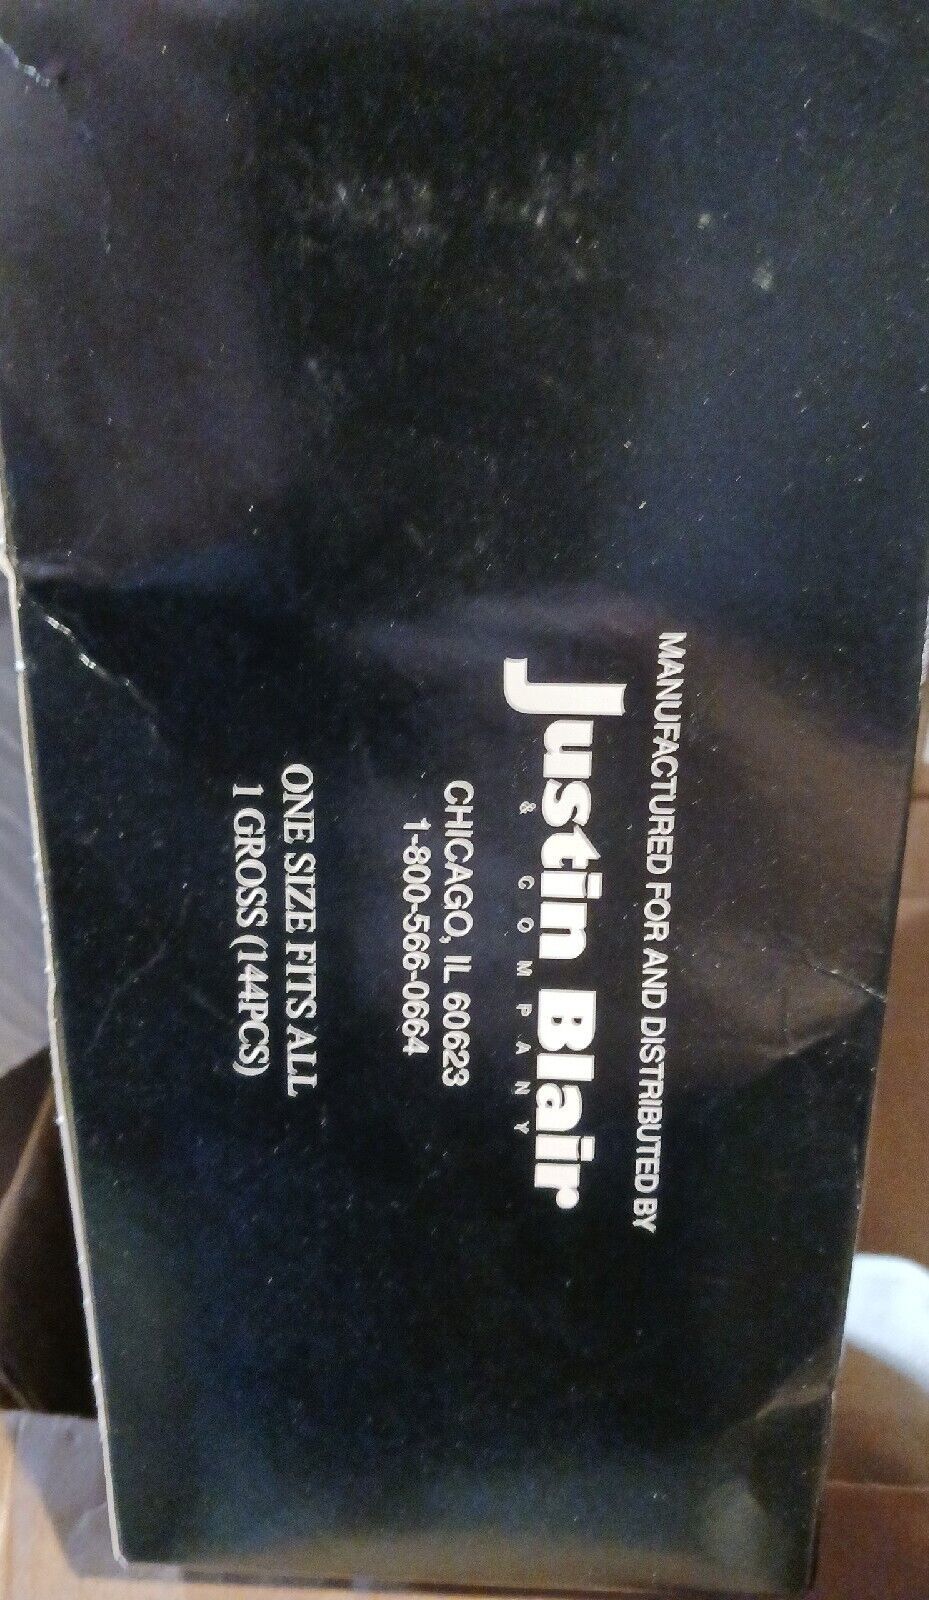 MANUFACTURED FOR AND DISTRIBUTED BY
Justin Blair
& COMPANY
CHICAGO, IL 60623
1-800-566-0664
ONE SIZE FITS ALL
1 GROSS (144PCS)